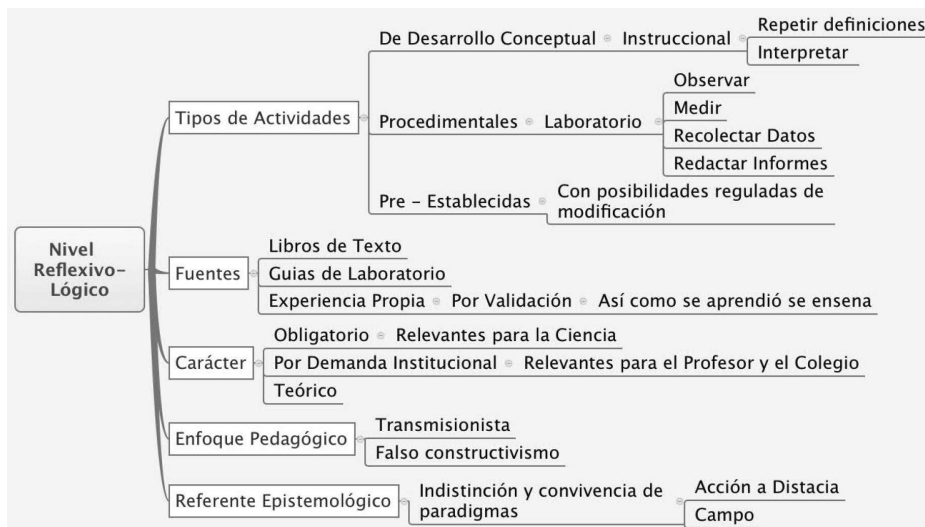 Nivel
Reflexivo-
Lógico
Tipos de Actividades
De Desarrollo Conceptual
Instruccional
Repetir definiciones
Interpretar
Procedimentales
Laboratorio
Observar
Medir
Recolectar Datos
Redactar Informes
Pre - Establecidas
Con posibilidades reguladas de
modificación
Fuentes
Libros de Texto
Guias de Laboratorio
Experiencia Propia
Por Validación
Así como se aprendió se ensena
Carácter
Obligatorio
Relevantes para la Ciencia
Por Demanda Institucional
Relevantes para el Profesor y el Colegio
Teórico
Enfoque Pedagógico
Transmisionista
Falso constructivismo
Referente Epistemológico
Indistinción y convivencia de
paradigmas
Acción a Distacia
Campo